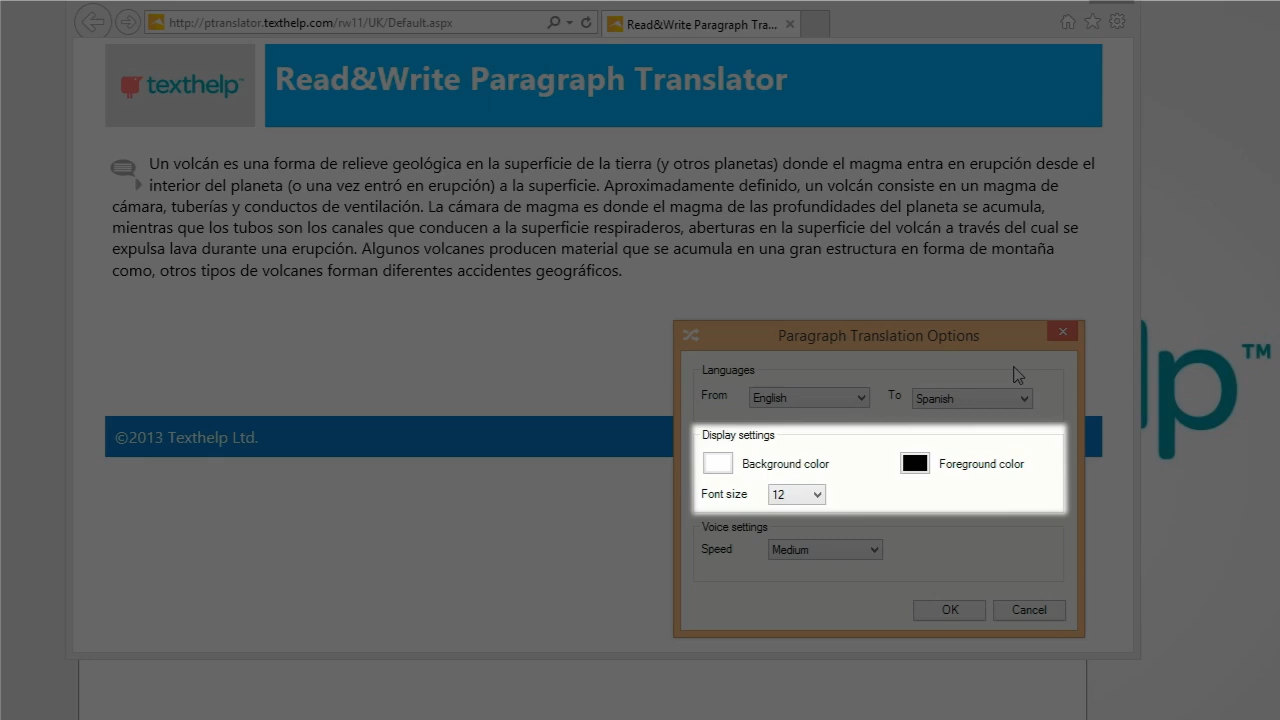 http://ptranslator.texthelp.com/rw11/UK/Default.aspx
Read&Write Paragraph Tra...
texthelp™
Read&Write Paragraph Translator
Un volcán es una forma de relieve geológica en la superficie de la tierra (y otros planetas) donde el magma entra en erupción desde el
interior del planeta (o una vez entró en erupción) a la superficie. Aproximadamente definido, un volcán consiste en un magma de
cámara, tuberías y conductos de ventilación. La cámara de magma es donde el magma de las profundidades del planeta se acumula,
mientras que los tubos son los canales que conducen a la superficie respiraderos, aberturas en la superficie del volcán a través del cual se
expulsa lava durante una erupción. Algunos volcanes producen material que se acumula en una gran estructura en forma de montaña
como, otros tipos de volcanes forman diferentes accidentes geográficos.
Paragraph Translation Options
Languages
From English To Spanish
Display settings
Background color Foreground color
Font size 12
Voice settings
Speed Medium
OK Cancel
lp™
©2013 Texthelp Ltd.